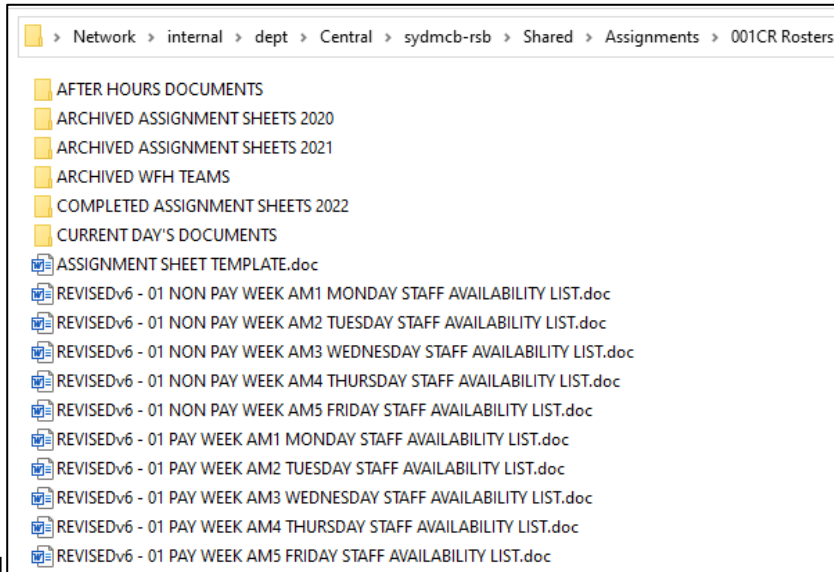 Network > internal > dept > Central > sydmcb-rsb > Shared > Assignments > 001CR Rosters
AFTER HOURS DOCUMENTS
ARCHIVED ASSIGNMENT SHEETS 2020
ARCHIVED ASSIGNMENT SHEETS 2021
ARCHIVED WFH TEAMS
COMPLETED ASSIGNMENT SHEETS 2022
CURRENT DAY'S DOCUMENTS
ASSIGNMENT SHEET TEMPLATE.doc
REVISEDv6 - 01 NON PAY WEEK AM1 MONDAY STAFF AVAILABILITY LIST.doc
REVISEDv6 - 01 NON PAY WEEK AM2 TUESDAY STAFF AVAILABILITY LIST.doc
REVISEDv6 - 01 NON PAY WEEK AM3 WEDNESDAY STAFF AVAILABILITY LIST.doc
REVISEDv6 - 01 NON PAY WEEK AM4 THURSDAY STAFF AVAILABILITY LIST.doc
REVISEDv6 - 01 NON PAY WEEK AM5 FRIDAY STAFF AVAILABILITY LIST.doc
REVISEDv6 - 01 PAY WEEK AM1 MONDAY STAFF AVAILABILITY LIST.doc
REVISEDv6 - 01 PAY WEEK AM2 TUESDAY STAFF AVAILABILITY LIST.doc
REVISEDv6 - 01 PAY WEEK AM3 WEDNESDAY STAFF AVAILABILITY LIST.doc
REVISEDv6 - 01 PAY WEEK AM4 THURSDAY STAFF AVAILABILITY LIST.doc
REVISEDv6 - 01 PAY WEEK AM5 FRIDAY STAFF AVAILABILITY LIST.doc